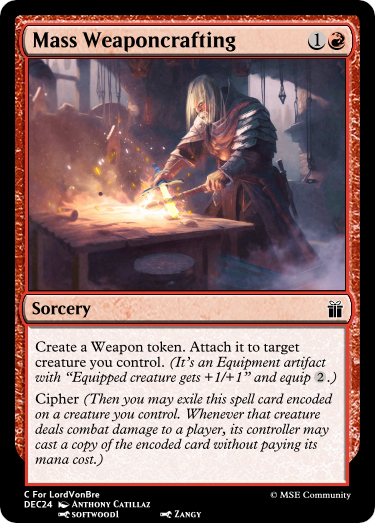 Mass Weaponcrafting 1
Sorcery
Create a Weapon token. Attach it to target
creature you control. (It's an Equipment artifact
with “Equipped creature gets +1/+1” and equip 2.)
Cipher (Then you may exile this spell card encoded
on a creature you control. Whenever that creature
deals combat damage to a player, its controller may
cast a copy of the encoded card without paying its
mana cost.)
C For LordVonBre
DEC24 Anthony Catillaz
softwood1 Zangy
© MSE Community